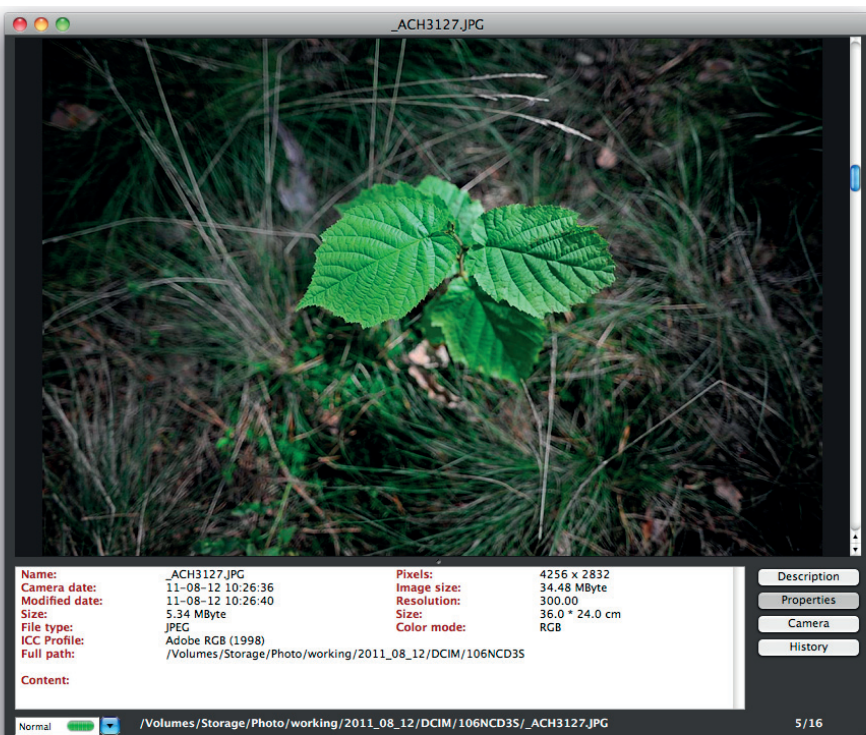 _ACH3127.JPG
Name: _ACH3127.JPG Pixels: 4256 x 2832
Camera date: 11-08-12 10:26:36 Image size: 34.48 MByte
Modified date: 11-08-12 10:26:40 Resolution: 300.00
Size: 5.34 MByte Size: 36.0 * 24.0 cm
File type: JPEG Color mode: RGB
ICC Profile: Adobe RGB (1998)
Full path: /Volumes/Storage/Photo/working/2011_08_12/DCIM/106NCD3S
Content:
Description
Properties
Camera
History
Normal /Volumes/Storage/Photo/working/2011_08_12/DCIM/106NCD3S/_ACH3127.JPG 5/16